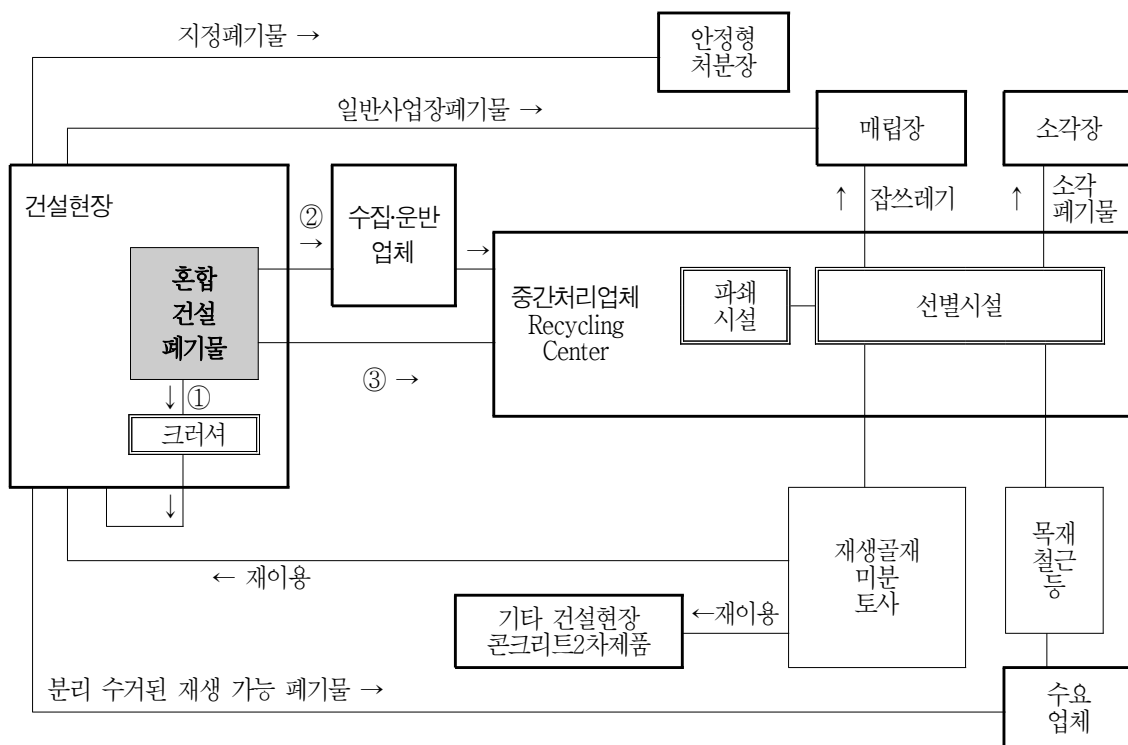 지정폐기물 →
안정형
처분장
일반사업장폐기물 →
매립장
소각장
건설현장
②
→
수집·운반
업체
→
↑
잡쓰레기
↑
소각
폐기물
혼합
건설
폐기물
중간처리업체
Recycling
Center
파쇄
시설
선별시설
③ →
↓ ①
크러셔
↓
재생골재
미분
토사
목재
철근
등
← 재이용
기타 건설현장
콘크리트2차제품
←재이용
분리 수거된 재생 가능 폐기물 →
수요
업체